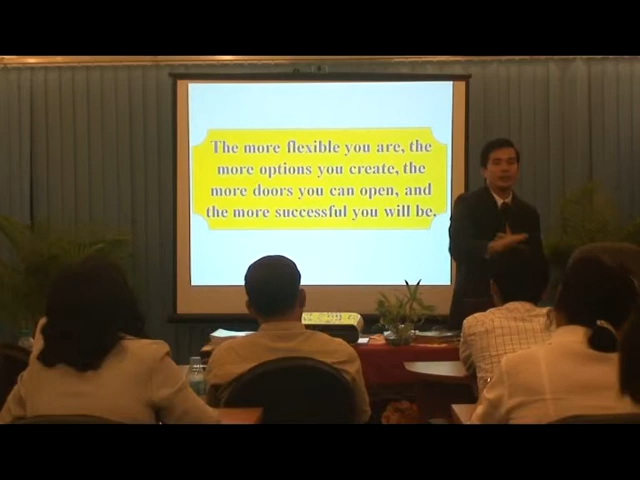 The more flexible you are, the
more options you create, the
more doors you can open, and
the more successful you will be.